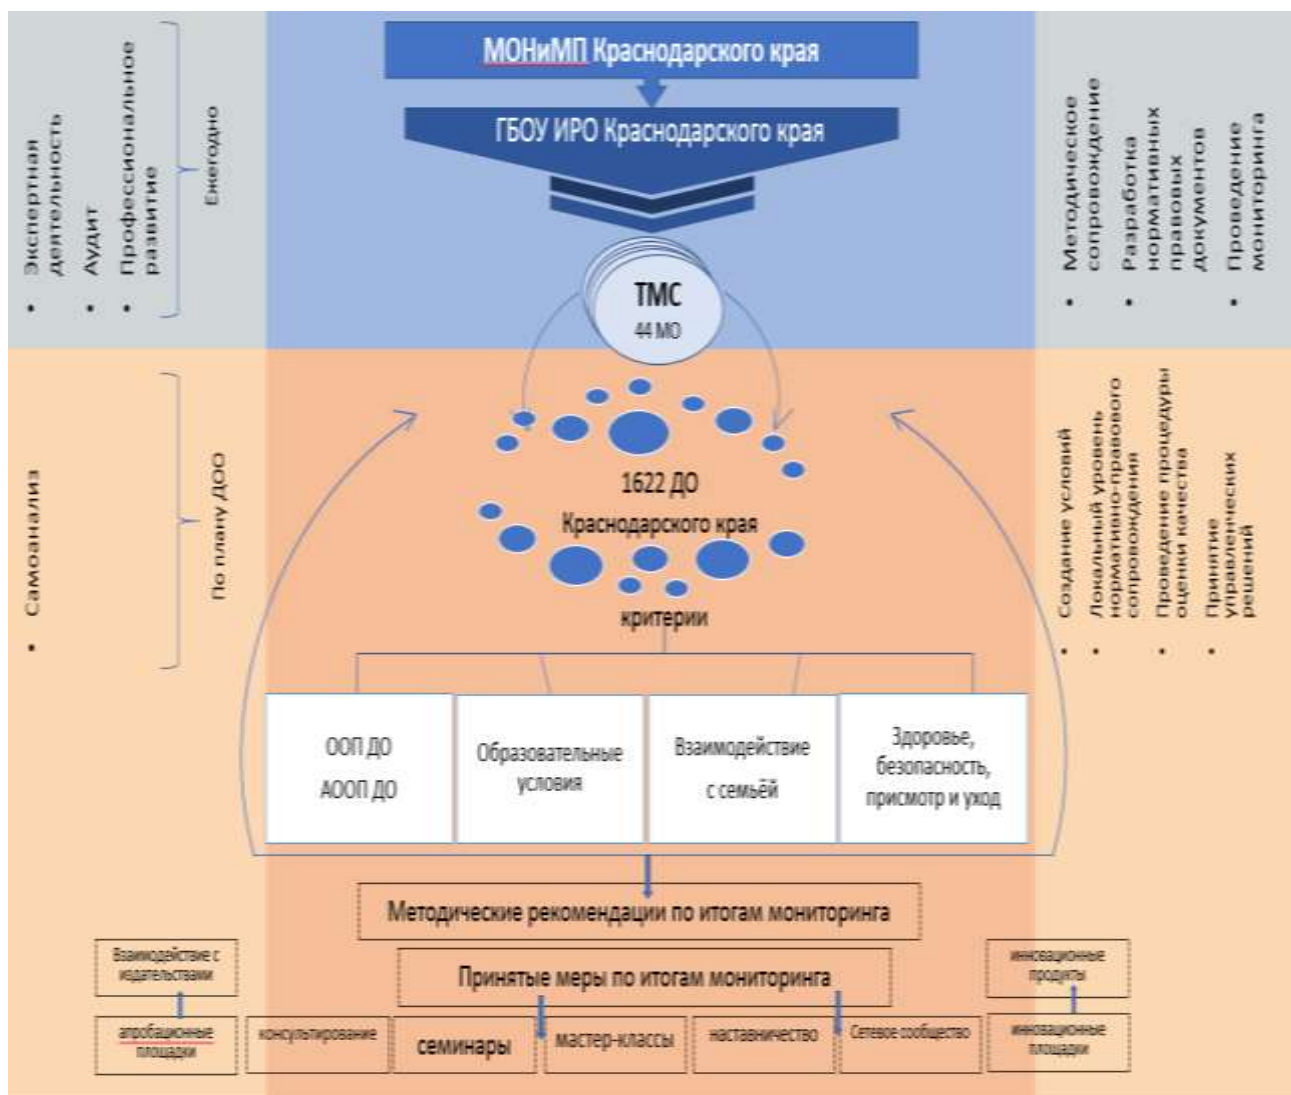 МОНиМП Краснодарского края
ГБОУ ИРО Краснодарского края
ТМС
44 МО
• Экспертная
деятельность
• Аудит
• Профессиональное
развитие
Ежегодно
• Методическое
сопровождение
• Разработка
нормативных
правовых
документов
• Проведение
мониторинга
• Самоанализ
По плану ДОО
1622 ДО
Краснодарского края
критерии
• Создание условий
• Локальный уровень
нормативно-правового
сопровождения
• Проведение процедуры
оценки качества
• Принятие
управленческих
решений
ООП ДО
АООП ДО
Образовательные
условия
Взаимодействие
с семьёй
Здоровье,
безопасность,
присмотр и уход
Методические рекомендации по итогам мониторинга
Взаимодействие с
издательствами
Принятые меры по итогам мониторинга
инновационные
продукты
апробационные
площадки
консультирование
семинары
мастер-классы
наставничество
Сетевое сообщество
инновационные
площадки